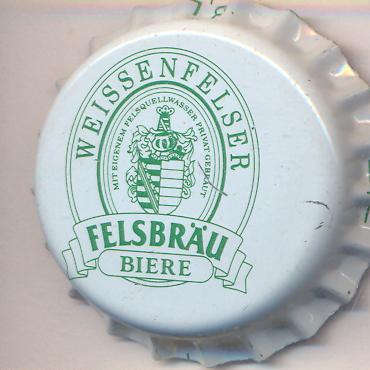 WEISSENFELSER
MIT EIGENEM FELSQUELLWASSER PRIVAT GEBRAUT
FELSBRÄU
BIERE